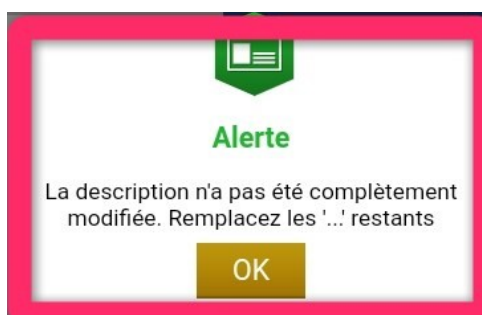 Alerte
La description n'a pas été complètement
modifiée. Remplacez les '...' restants
OK